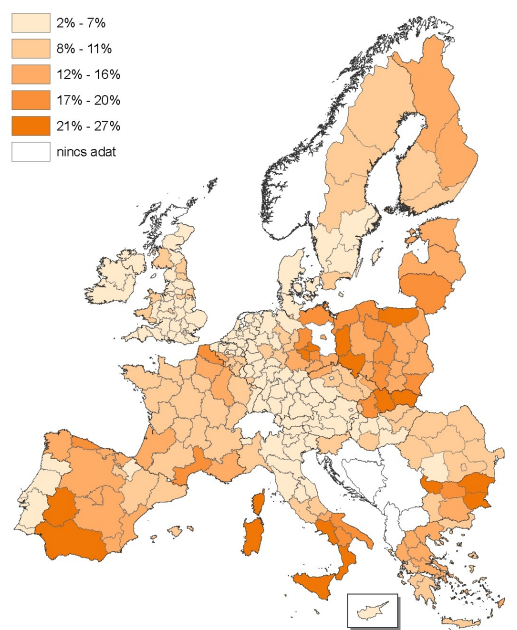 2% - 7%
8% - 11%
12% - 16%
17% - 20%
21% - 27%
nincs adat